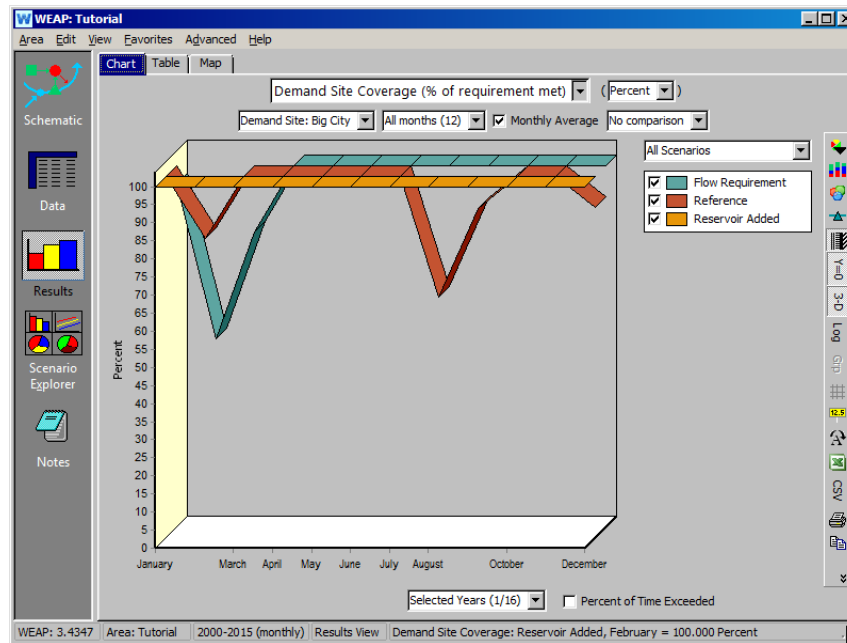 WEAP: Tutorial
Area Edit View Favorites Advanced Help
Chart Table Map
Demand Site Coverage (% of requirement met) (Percent)
Demand Site: Big City All months (12) Monthly Average No comparison
Schematic
Data
Results
Scenario
Explorer
Notes
All Scenarios
Flow Requirement
Reference
Reservoir Added
Percent
100
95
90
85
80
75
70
65
60
55
50
45
40
35
30
25
20
15
10
5
0
January March April May June July August October December
Y=0
3-D
Log
Grp
12.5
A
CSV
Selected Years (1/16) Percent of Time Exceeded
WEAP: 3.4347 Area: Tutorial 2000-2015 (monthly) Results View Demand Site Coverage: Reservoir Added, February = 100.000 Percent